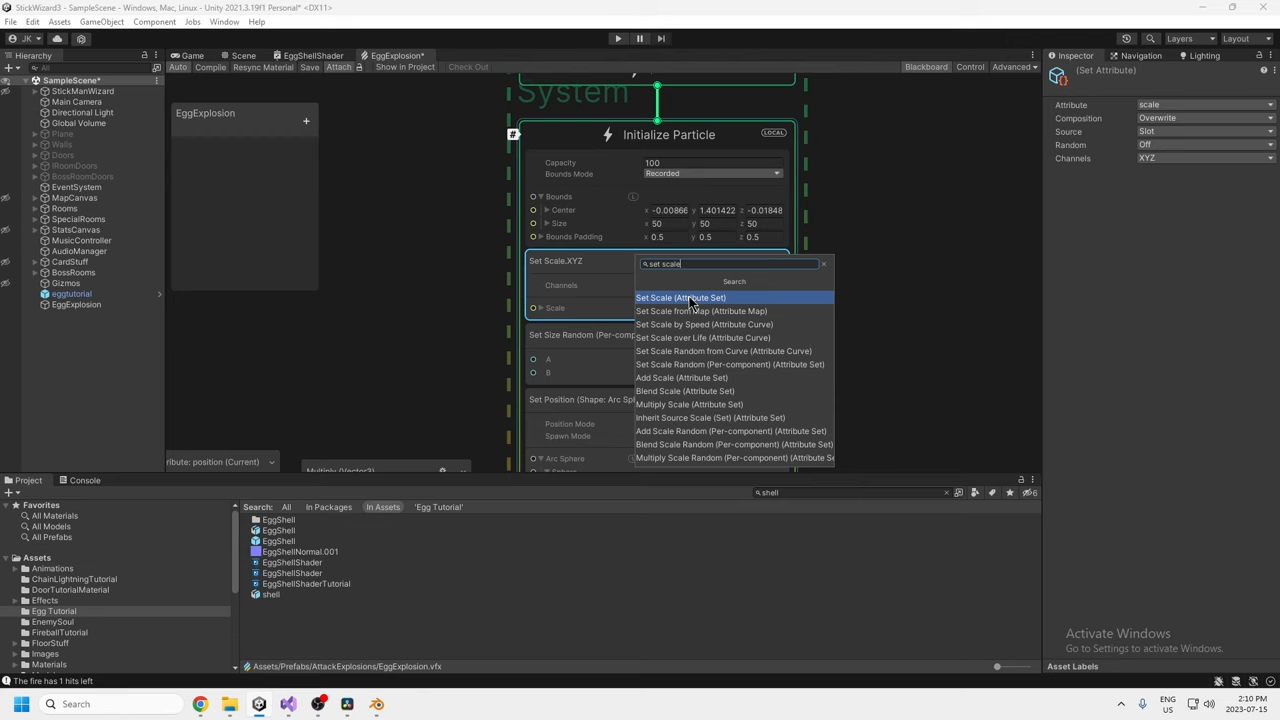 StickWizard3 - SampleScene - Windows, Mac, Linux - Unity 2021.3.19f1 Personal* <DX11>
File Edit Assets GameObject Component Jobs Window Help
JK Layers Layout
Hierarchy Game Scene EggShellShader EggExplosion* Inspector Navigation Lighting
All Auto Compile Resync Material Save Attach Show in Project Check Out Blackboard Control Advanced
SampleScene*
StickManWizard
Main Camera
Directional Light
Global Volume
Plane
Walls
Doors
IRoomDoors
BossRoomDoors
EventSystem
MapCanvas
Rooms
SpecialRooms
StatsCanvas
MusicController
AudioManager
CardStuff
BossRooms
Gizmos
eggtutorial
EggExplosion
EggExplosion +
System
# Initialize Particle LOCAL
Capacity 100
Bounds Mode Recorded
Bounds L
Center x -0.00866 y 1.401422 z -0.01848
Size x 50 y 50 z 50
Bounds Padding x 0.5 y 0.5 z 0.5
Set Scale.XYZ
Channels
Scale
Set Size Random (Per-comp
A
B
Set Position (Shape: Arc Sp
Position Mode
Spawn Mode
Arc Sphere
ribute: position (Current)
set scale
Search
Set Scale (Attribute Set)
Set Scale from Map (Attribute Map)
Set Scale by Speed (Attribute Curve)
Set Scale over Life (Attribute Curve)
Set Scale Random from Curve (Attribute Curve)
Set Scale Random (Per-component) (Attribute Set)
Add Scale (Attribute Set)
Blend Scale (Attribute Set)
Multiply Scale (Attribute Set)
Inherit Source Scale (Set) (Attribute Set)
Add Scale Random (Per-component) (Attribute Set)
Blend Scale Random (Per-component) (Attribute Set)
Multiply Scale Random (Per-component) (Attribute Se
(Set Attribute)
Attribute scale
Composition Overwrite
Source Slot
Random Off
Channels XYZ
Project Console
shell 6
Favorites
All Materials
All Models
All Prefabs
Assets
Animations
ChainLightningTutorial
DoorTutorialMaterial
Effects
Egg Tutorial
EnemySoul
FireballTutorial
FloorStuff
Images
Materials
Search: All In Packages In Assets 'Egg Tutorial'
EggShell
EggShell
EggShell
EggShellNormal.001
EggShellShader
EggShellShader
EggShellShaderTutorial
shell
Assets/Prefabs/AttackExplosions/EggExplosion.vfx
Activate Windows
Go to Settings to activate Windows.
Asset Labels
The fire has 1 hits left
Search
ENG
US
2:10 PM
2023-07-15